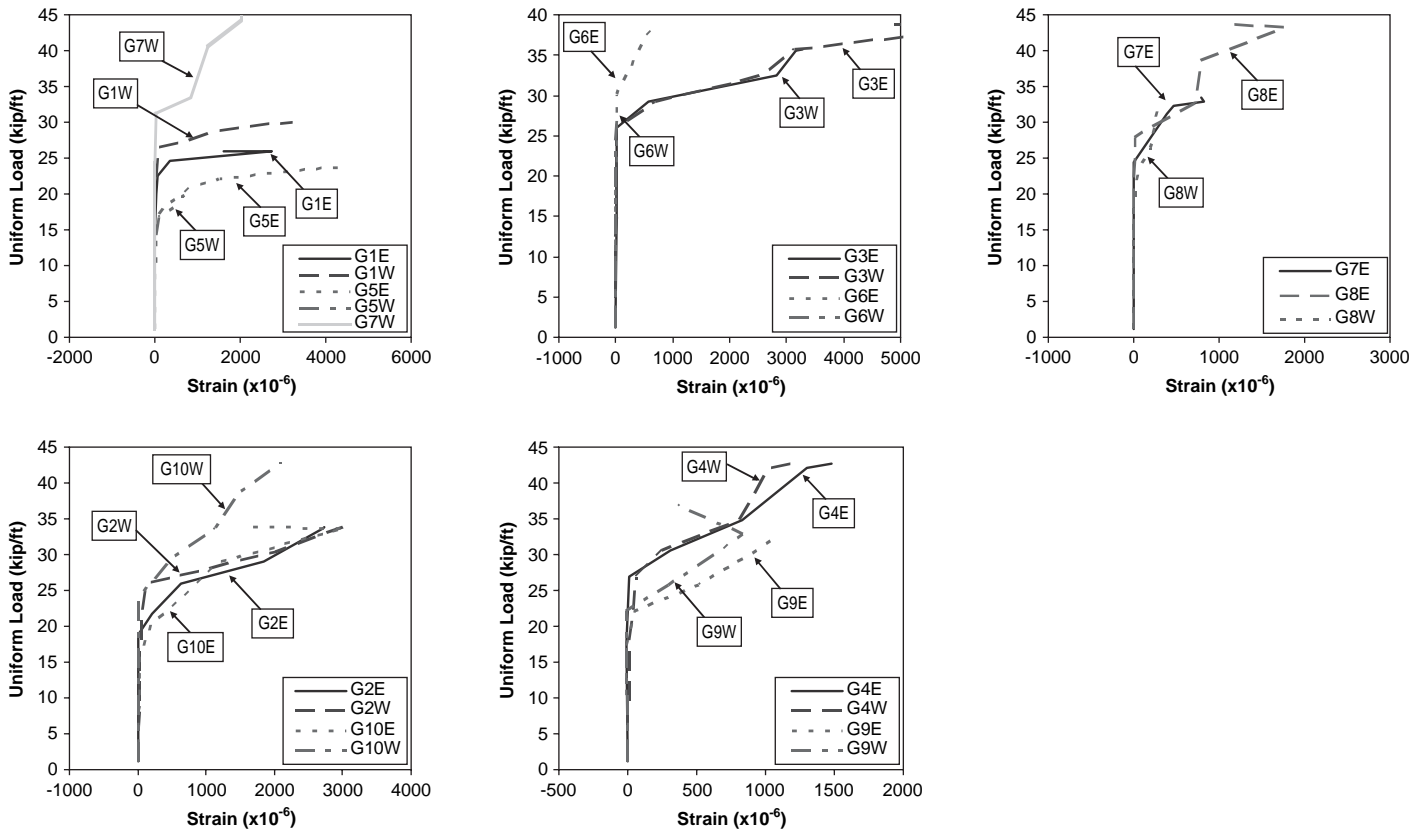 Uniform Load (kip/ft)
45
40
35
30
25
20
15
10
5
0
-2000
0
2000
4000
6000
Strain (x10⁻⁶)
G7W
G1W
G5W
G5E
G1E
G1E
G1W
G5E
G5W
G7W
Uniform Load (kip/ft)
40
35
30
25
20
15
10
5
0
-1000
0
1000
2000
3000
4000
5000
Strain (x10⁻⁶)
G6E
G6W
G3W
G3E
G3E
G3W
G6E
G6W
Uniform Load (kip/ft)
45
40
35
30
25
20
15
10
5
0
-1000
0
1000
2000
3000
Strain (x10⁻⁶)
G7E
G8E
G8W
G7E
G8E
G8W
Uniform Load (kip/ft)
45
40
35
30
25
20
15
10
5
0
-1000
0
1000
2000
3000
4000
Strain (x10⁻⁶)
G10W
G2W
G10E
G2E
G2E
G2W
G10E
G10W
Uniform Load (kip/ft)
45
40
35
30
25
20
15
10
5
0
-500
0
500
1000
1500
2000
Strain (x10⁻⁶)
G4W
G4E
G9E
G9W
G4E
G4W
G9E
G9W